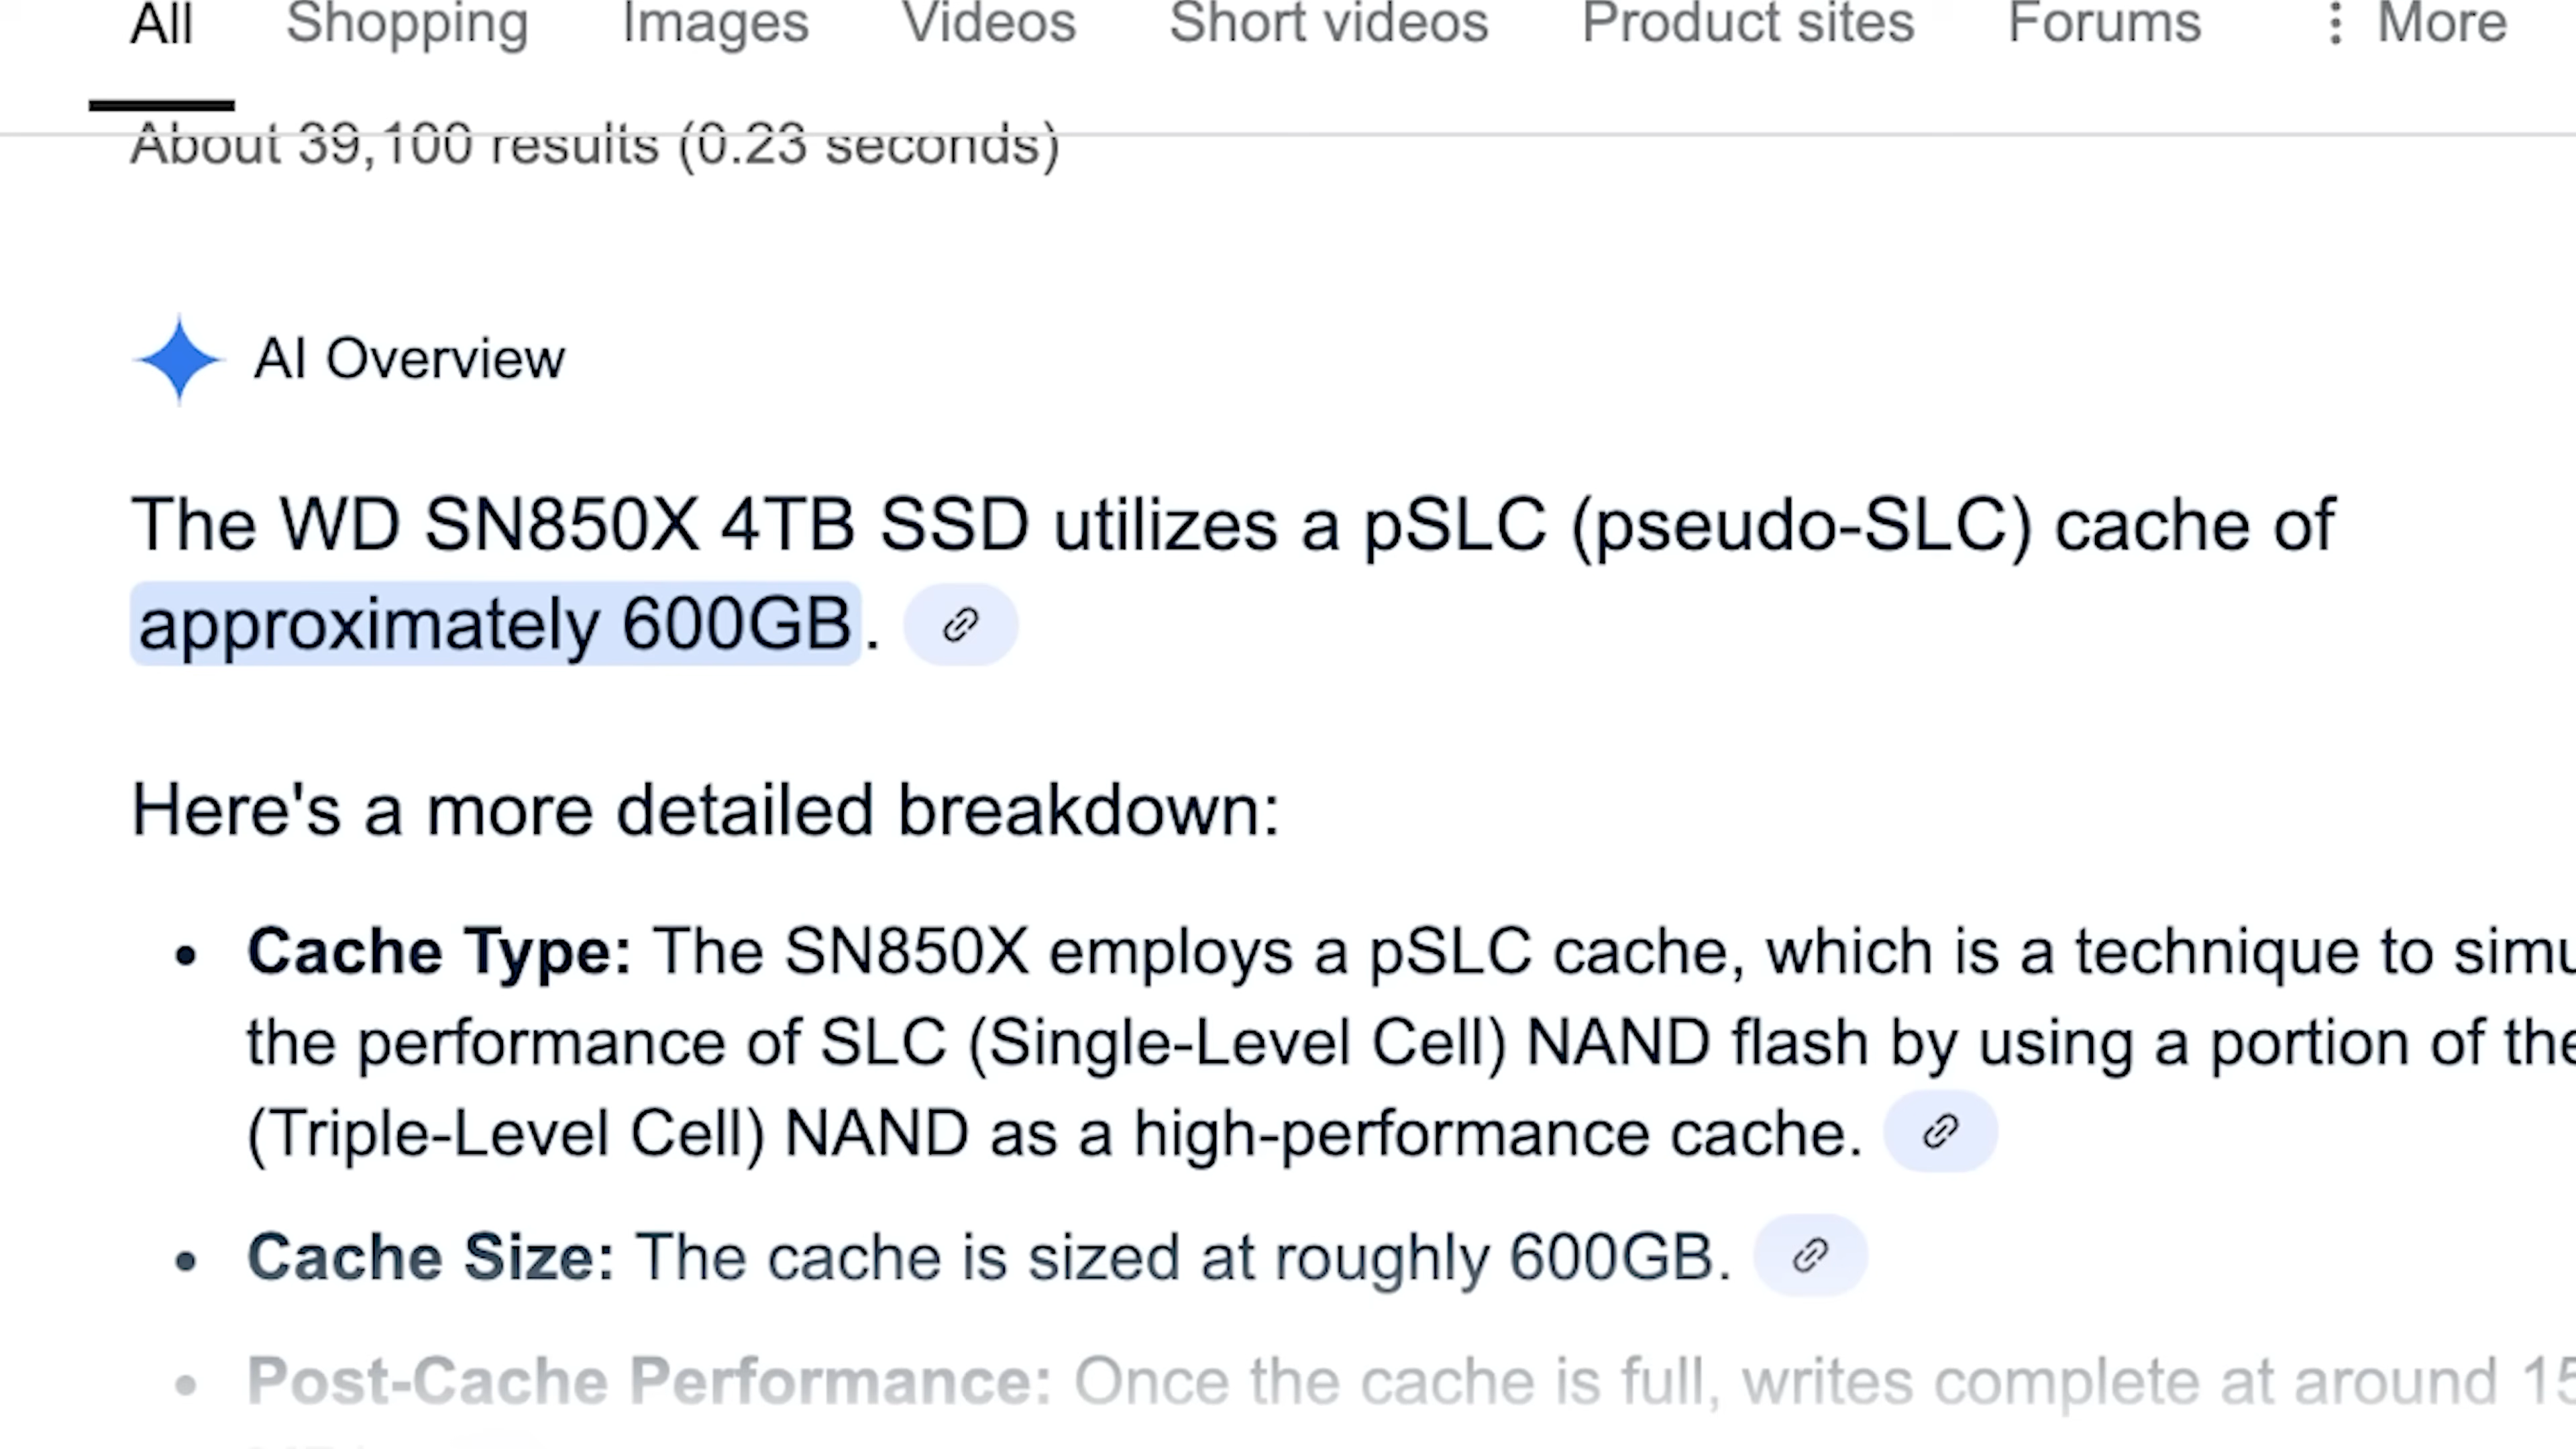 All Shopping Images Videos Short videos Product sites Forums More
About 39,100 results (0.23 seconds)
AI Overview
The WD SN850X 4TB SSD utilizes a pSLC (pseudo-SLC) cache of
approximately 600GB.
Here's a more detailed breakdown:
• Cache Type: The SN850X employs a pSLC cache, which is a technique to
the performance of SLC (Single-Level Cell) NAND flash by using a portion of the
(Triple-Level Cell) NAND as a high-performance cache.
• Cache Size: The cache is sized at roughly 600GB.
• Post-Cache Performance: Once the cache is full, writes complete at around